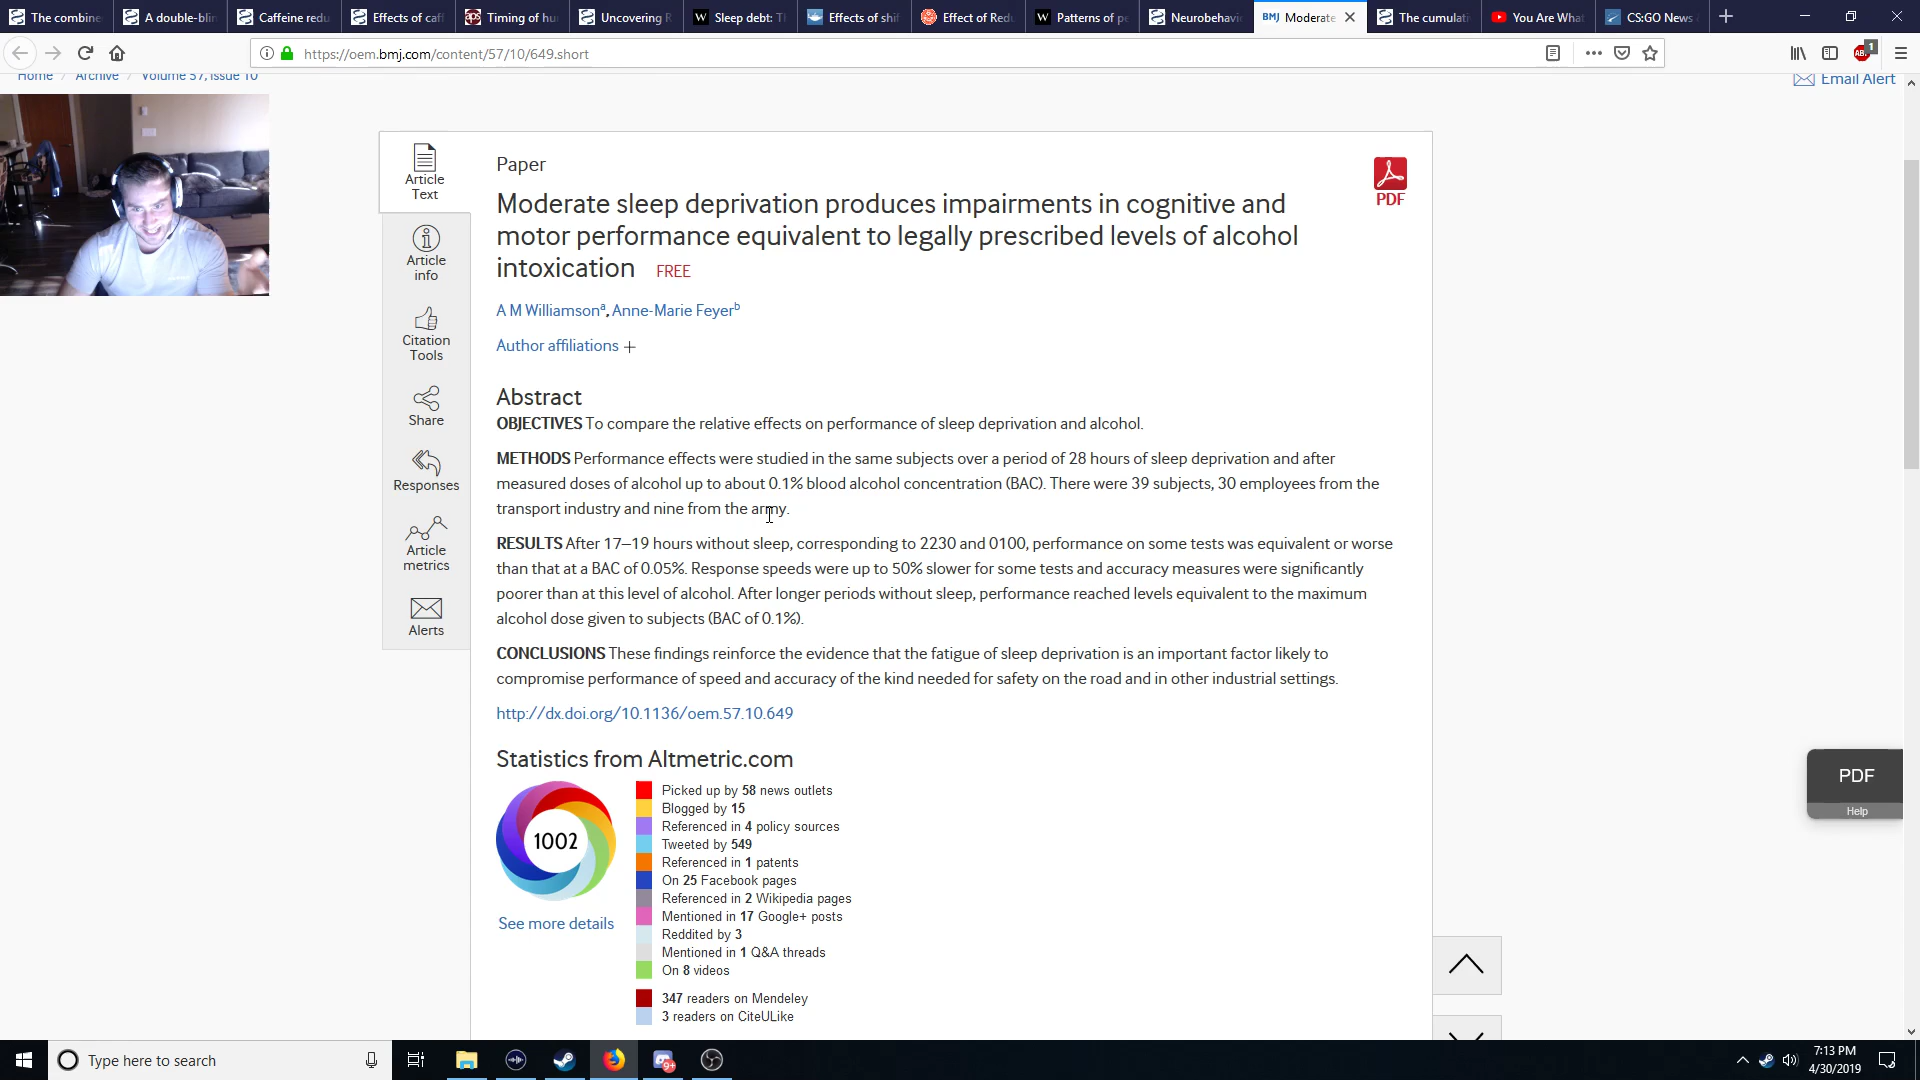 The combine
A double-blin
Caffeine redu
Effects of caf
Timing of hu
Uncovering R
Sleep debt: T
Effects of shif
Effect of Redu
Patterns of pe
Neurobehavi
BMJ Moderate
The cumulati
You Are Wha
CS:GO News
https://oem.bmj.com/content/57/10/649.short
1
Home / Archive / Volume 57, Issue 10
Email Alert
Article
Text
Article
info
Citation
Tools
Share
Responses
Article
metrics
Alerts
Paper
PDF
Moderate sleep deprivation produces impairments in cognitive and
motor performance equivalent to legally prescribed levels of alcohol
intoxication FREE
A M Williamsonᵃ, Anne-Marie Feyerᵇ
Author affiliations +
Abstract
OBJECTIVES To compare the relative effects on performance of sleep deprivation and alcohol.
METHODS Performance effects were studied in the same subjects over a period of 28 hours of sleep deprivation and after
measured doses of alcohol up to about 0.1% blood alcohol concentration (BAC). There were 39 subjects, 30 employees from the
transport industry and nine from the army.
RESULTS After 17–19 hours without sleep, corresponding to 2230 and 0100, performance on some tests was equivalent or worse
than that at a BAC of 0.05%. Response speeds were up to 50% slower for some tests and accuracy measures were significantly
poorer than at this level of alcohol. After longer periods without sleep, performance reached levels equivalent to the maximum
alcohol dose given to subjects (BAC of 0.1%).
CONCLUSIONS These findings reinforce the evidence that the fatigue of sleep deprivation is an important factor likely to
compromise performance of speed and accuracy of the kind needed for safety on the road and in other industrial settings.
http://dx.doi.org/10.1136/oem.57.10.649
Statistics from Altmetric.com
1002
See more details
Picked up by 58 news outlets
Blogged by 15
Referenced in 4 policy sources
Tweeted by 549
Referenced in 1 patents
On 25 Facebook pages
Referenced in 2 Wikipedia pages
Mentioned in 17 Google+ posts
Reddited by 3
Mentioned in 1 Q&A threads
On 8 videos
347 readers on Mendeley
3 readers on CiteULike
PDF
Help
Type here to search
9+
7:13 PM
4/30/2019